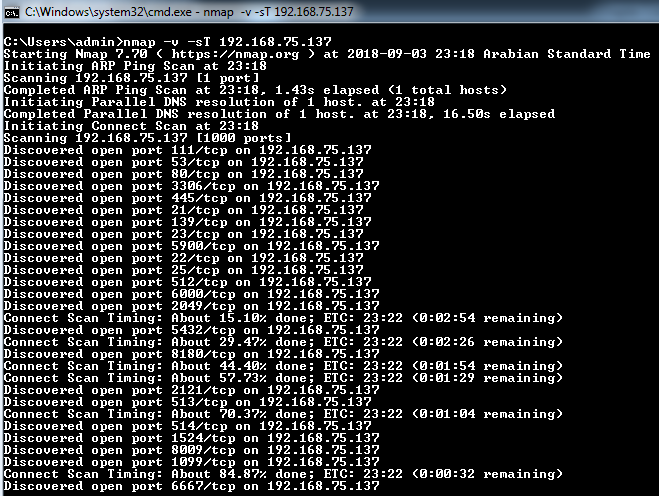 C:\Windows\system32\cmd.exe - nmap -v -sT 192.168.75.137
C:\Users\admin>nmap -v -sT 192.168.75.137
Starting Nmap 7.70 ( https://nmap.org ) at 2018-09-03 23:18 Arabian Standard Time
Initiating ARP Ping Scan at 23:18
Scanning 192.168.75.137 [1 port]
Completed ARP Ping Scan at 23:18, 1.43s elapsed (1 total hosts)
Initiating Parallel DNS resolution of 1 host. at 23:18
Completed Parallel DNS resolution of 1 host. at 23:18, 16.50s elapsed
Initiating Connect Scan at 23:18
Scanning 192.168.75.137 [1000 ports]
Discovered open port 111/tcp on 192.168.75.137
Discovered open port 53/tcp on 192.168.75.137
Discovered open port 80/tcp on 192.168.75.137
Discovered open port 3306/tcp on 192.168.75.137
Discovered open port 445/tcp on 192.168.75.137
Discovered open port 21/tcp on 192.168.75.137
Discovered open port 139/tcp on 192.168.75.137
Discovered open port 23/tcp on 192.168.75.137
Discovered open port 5900/tcp on 192.168.75.137
Discovered open port 22/tcp on 192.168.75.137
Discovered open port 25/tcp on 192.168.75.137
Discovered open port 512/tcp on 192.168.75.137
Discovered open port 6000/tcp on 192.168.75.137
Discovered open port 2049/tcp on 192.168.75.137
Connect Scan Timing: About 15.10% done; ETC: 23:22 (0:02:54 remaining)
Discovered open port 5432/tcp on 192.168.75.137
Connect Scan Timing: About 29.47% done; ETC: 23:22 (0:02:26 remaining)
Discovered open port 8180/tcp on 192.168.75.137
Connect Scan Timing: About 44.40% done; ETC: 23:22 (0:01:54 remaining)
Connect Scan Timing: About 57.73% done; ETC: 23:22 (0:01:29 remaining)
Discovered open port 2121/tcp on 192.168.75.137
Discovered open port 513/tcp on 192.168.75.137
Connect Scan Timing: About 70.37% done; ETC: 23:22 (0:01:04 remaining)
Discovered open port 514/tcp on 192.168.75.137
Discovered open port 1524/tcp on 192.168.75.137
Discovered open port 8009/tcp on 192.168.75.137
Discovered open port 1099/tcp on 192.168.75.137
Connect Scan Timing: About 84.87% done; ETC: 23:22 (0:00:32 remaining)
Discovered open port 6667/tcp on 192.168.75.137